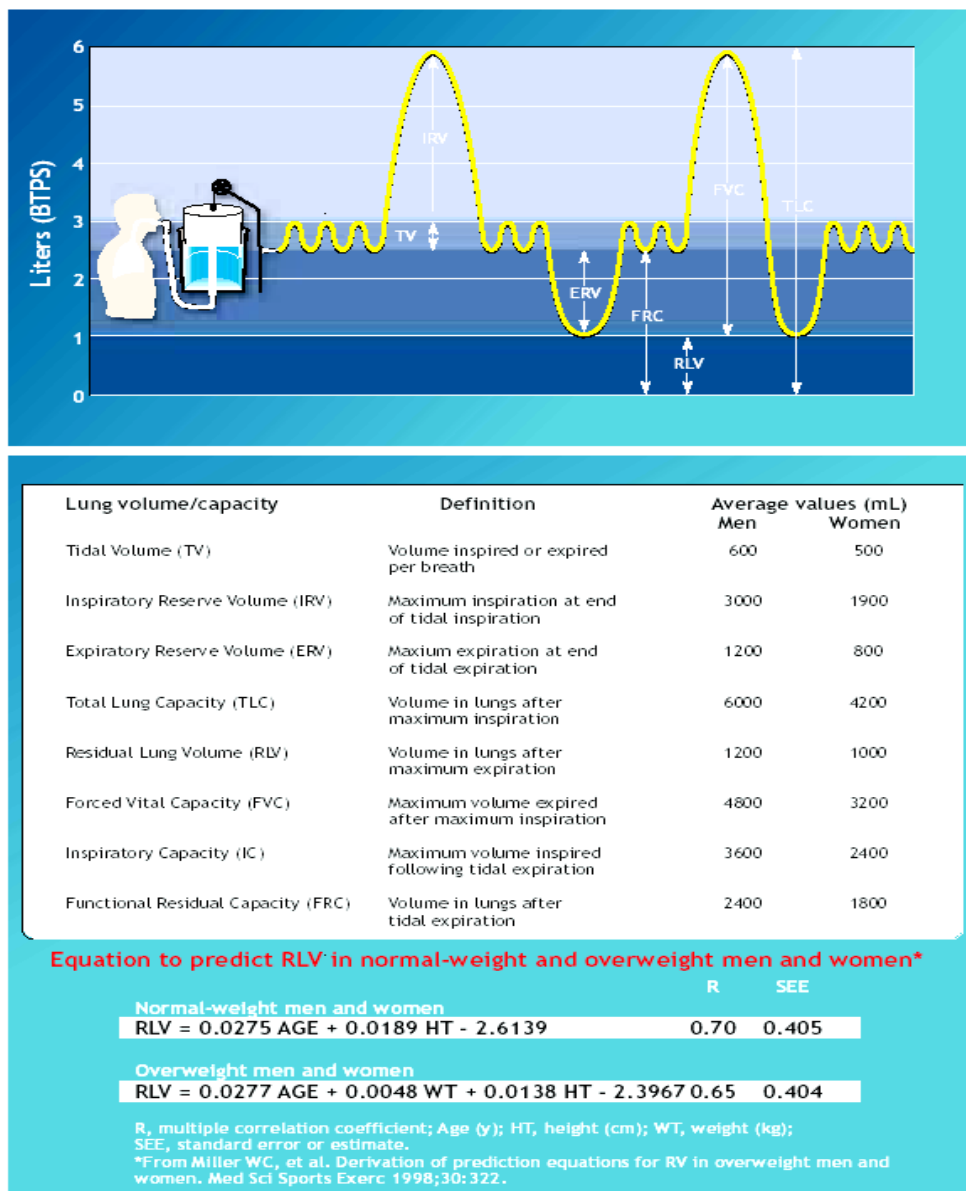 6
5
4
3
2
1
0
Liters (BTPS)
IRV
TV
ERV
FRC
RLV
FVC
TLC
Lung volume/capacity Definition Average values (mL)
Men Women
Tidal Volume (TV) Volume inspired or expired 600 500
per breath
Inspiratory Reserve Volume (IRV) Maximum inspiration at end 3000 1900
of tidal inspiration
Expiratory Reserve Volume (ERV) Maxium expiration at end 1200 800
of tidal expiration
Total Lung Capacity (TLC) Volume in lungs after 6000 4200
maximum inspiration
Residual Lung Volume (RLV) Volume in lungs after 1200 1000
maximum expiration
Forced Vital Capacity (FVC) Maximum volume expired 4800 3200
after maximum inspiration
Inspiratory Capacity (IC) Maximum volume inspired 3600 2400
following tidal expiration
Functional Residual Capacity (FRC) Volume in lungs after 2400 1800
tidal expiration
Equation to predict RLV in normal-weight and overweight men and women*
R SEE
Normal-weight men and women
RLV = 0.0275 AGE + 0.0189 HT - 2.6139 0.70 0.405
Overweight men and women
RLV = 0.0277 AGE + 0.0048 WT + 0.0138 HT - 2.3967 0.65 0.404
R, multiple correlation coefficient; Age (y); HT, height (cm); WT, weight (kg);
SEE, standard error or estimate.
*From Miller WC, et al. Derivation of prediction equations for RV in overweight men and
women. Med Sci Sports Exerc 1998;30:322.